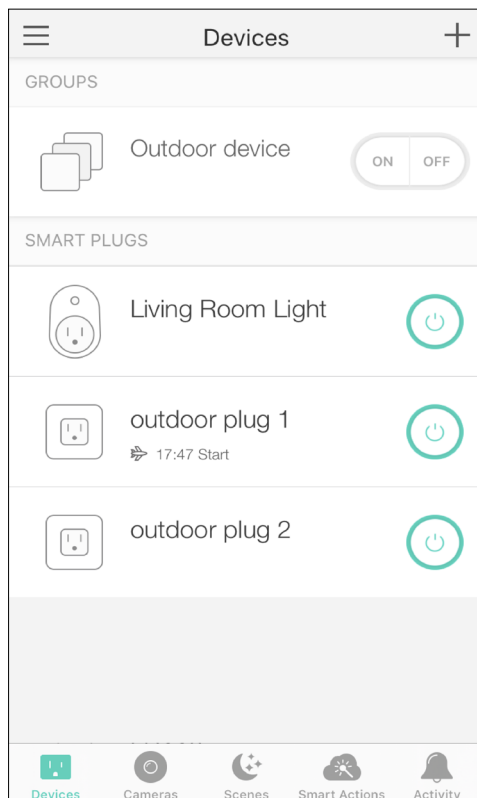 Devices
GROUPS
Outdoor device
ON OFF
SMART PLUGS
Living Room Light
outdoor plug 1
17:47 Start
outdoor plug 2
Devices Cameras Scenes Smart Actions Activity